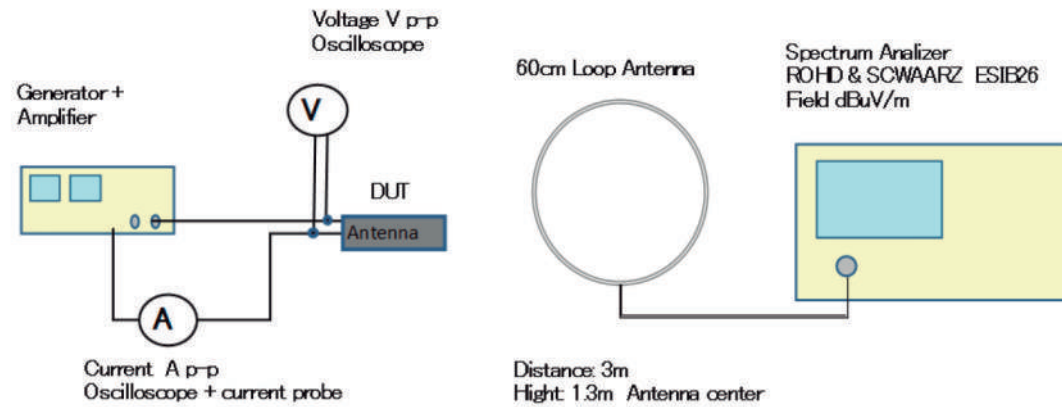 Voltage V p-p
Oscilloscope
Generator +
Amplifier
V
DUT
Antenna
A
Current A p-p
Oscilloscope + current probe
60cm Loop Antenna
Spectrum Analizer
ROHD & SCWAARZ ESIB26
Field dBuV/m
Distance: 3m
Hight: 1.3m Antenna center